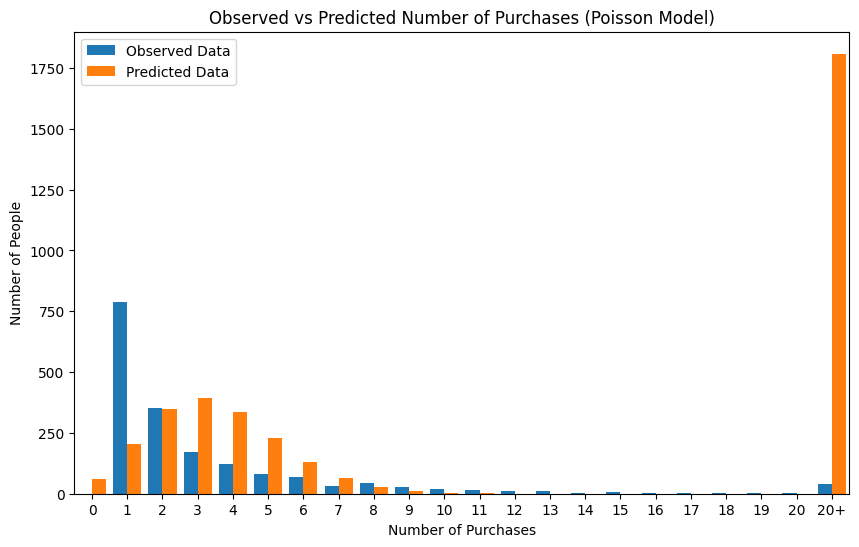 Observed vs Predicted Number of Purchases (Poisson Model)
Observed Data
Predicted Data
1750
1500
1250
1000
750
500
250
0
Number of People
0 1 2 3 4 5 6 7 8 9 10 11 12 13 14 15 16 17 18 19 20 20+
Number of Purchases